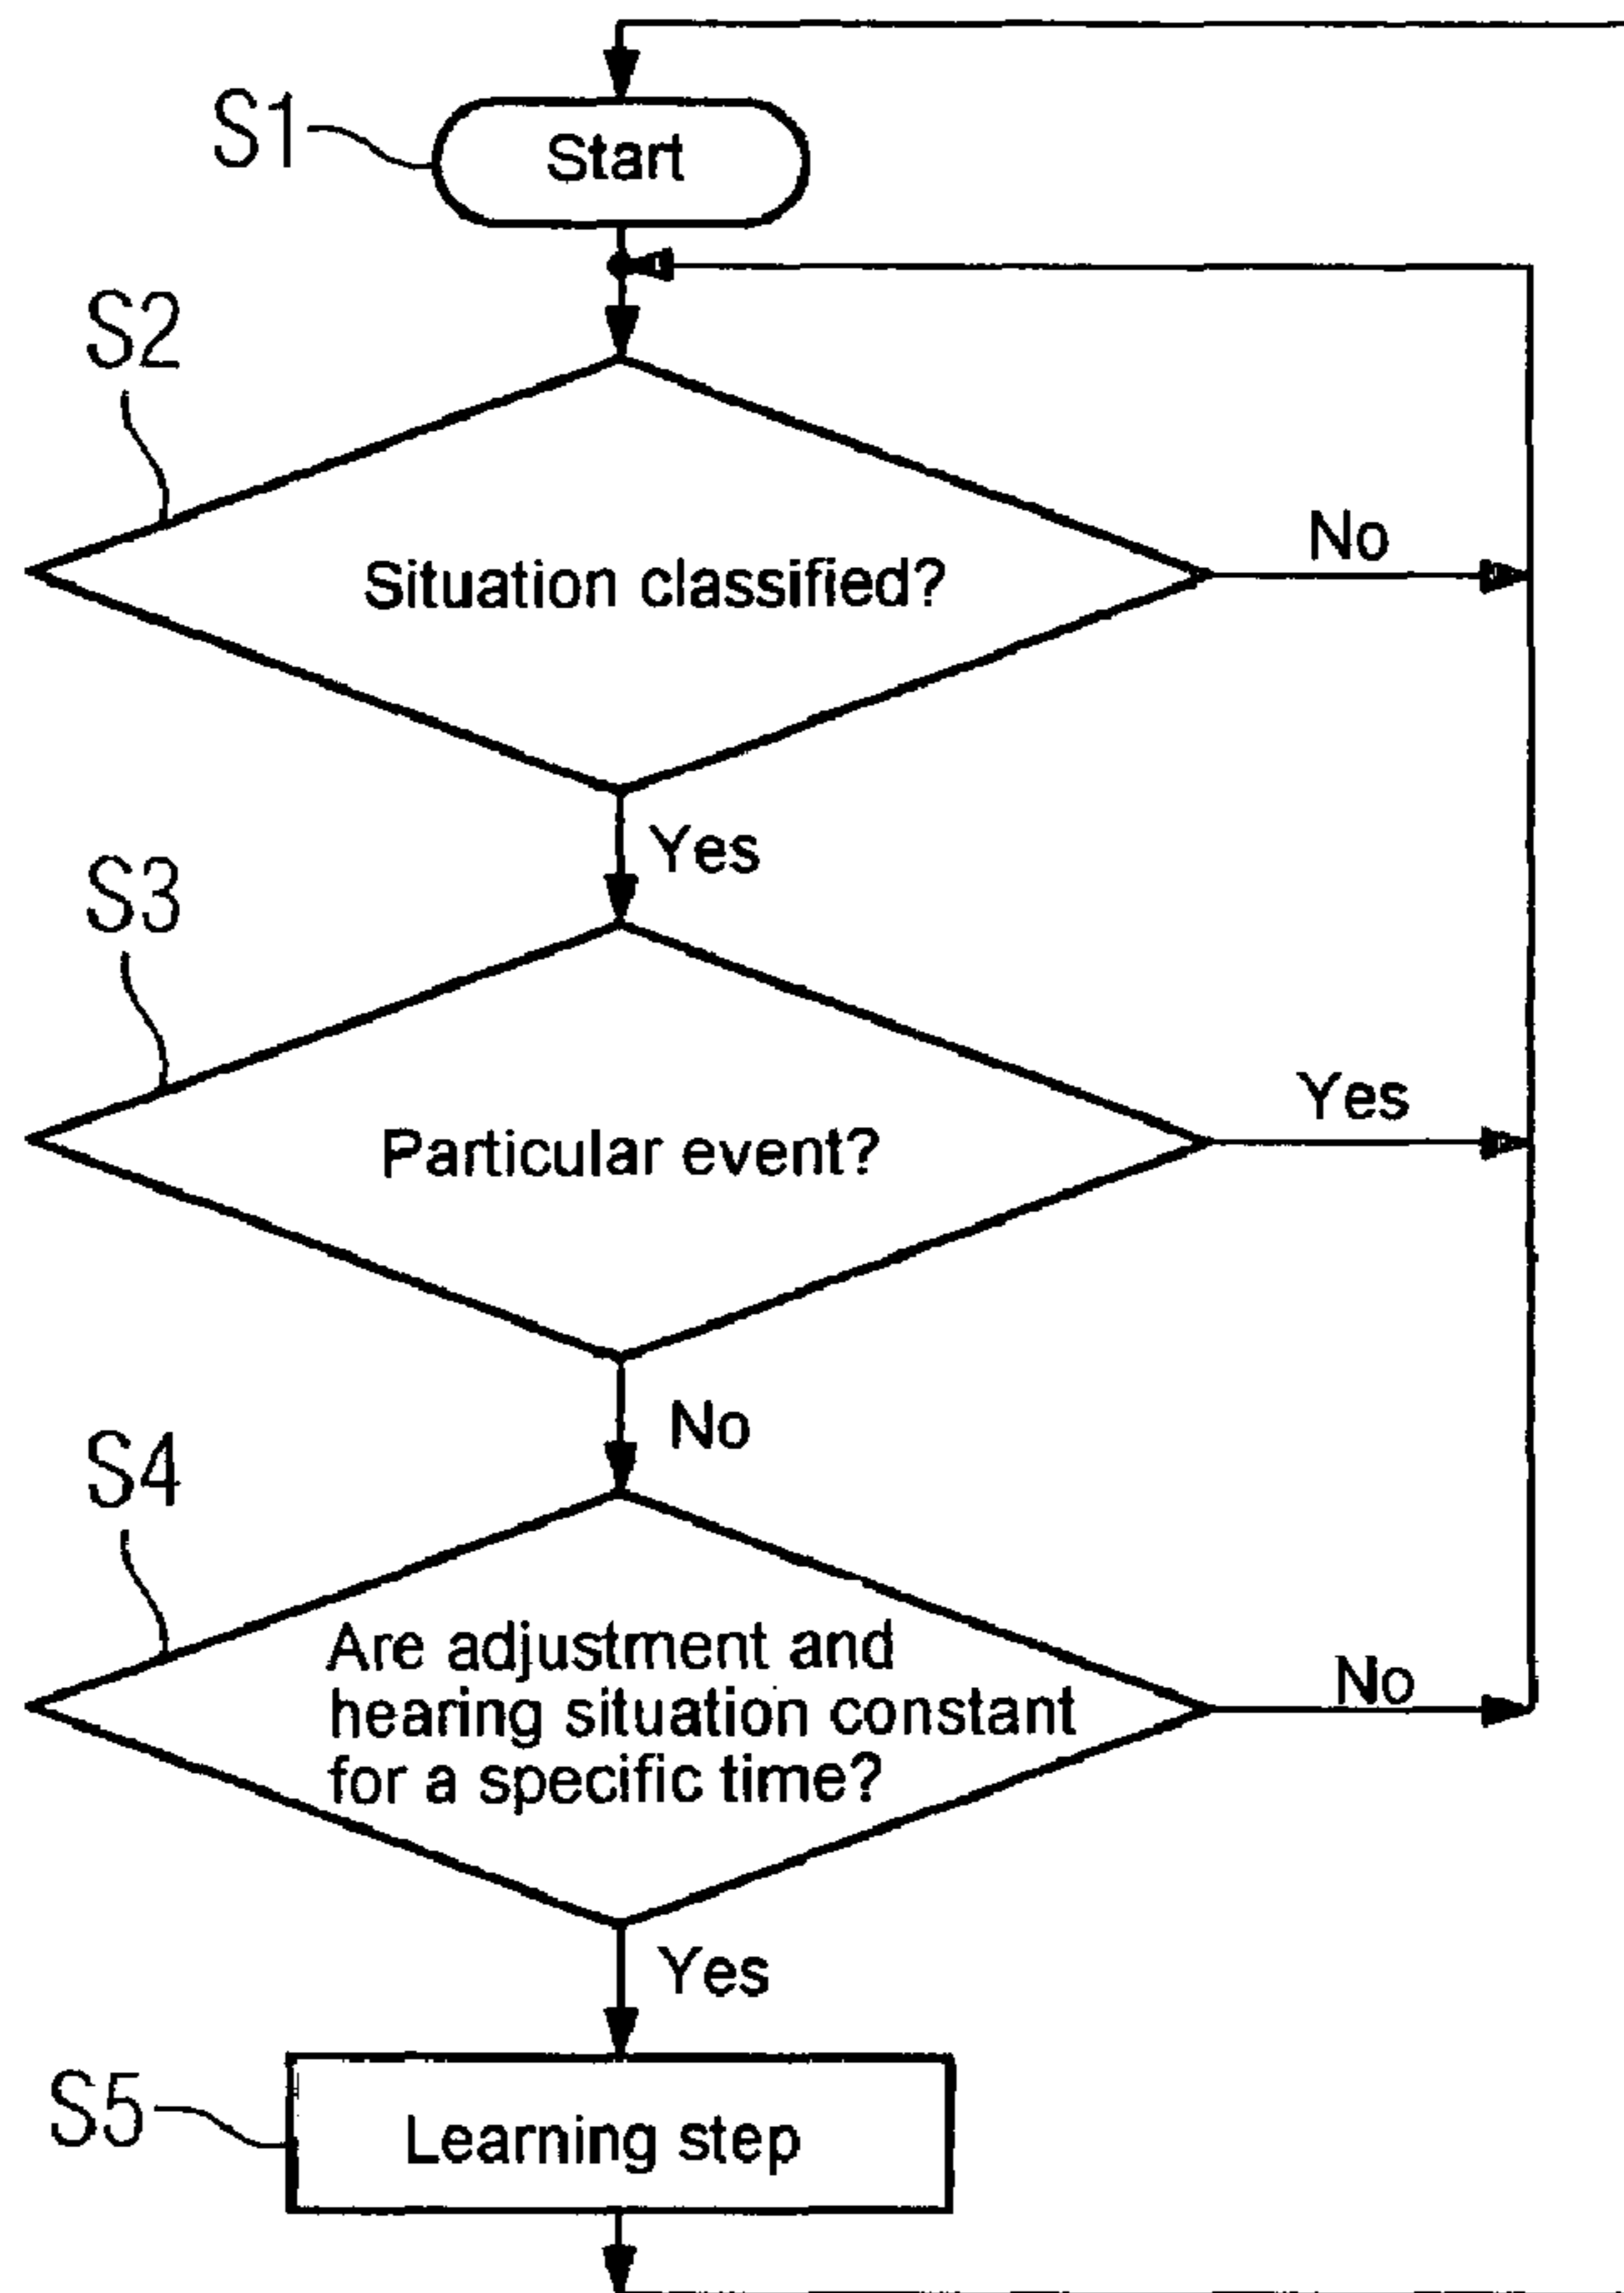 S1
Start
S2
Situation classified?
No
Yes
S3
Particular event?
Yes
No
S4
Are adjustment and
hearing situation constant
for a specific time?
No
Yes
S5
Learning step